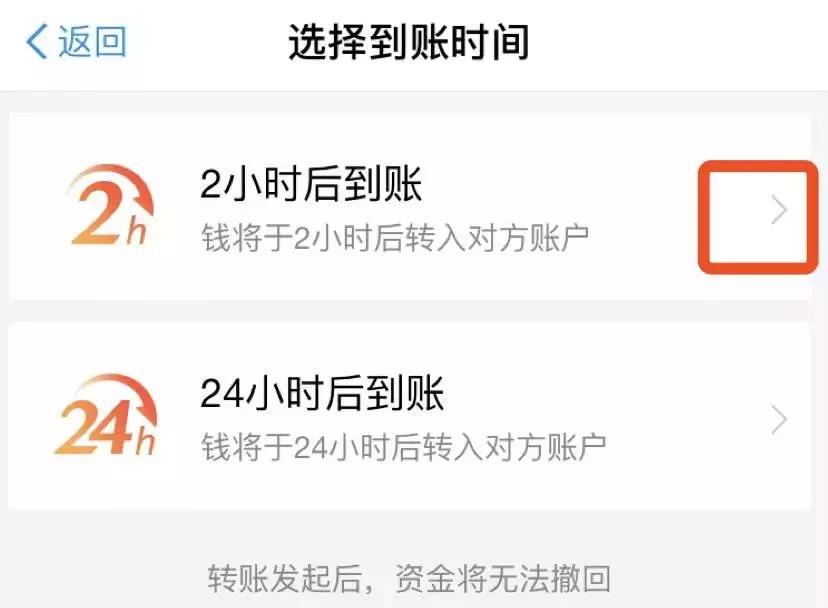 返回
选择到账时间
2h
2小时后到账
钱将于2小时后转入对方账户
24h
24小时后到账
钱将于24小时后转入对方账户
转账发起后，资金将无法撤回